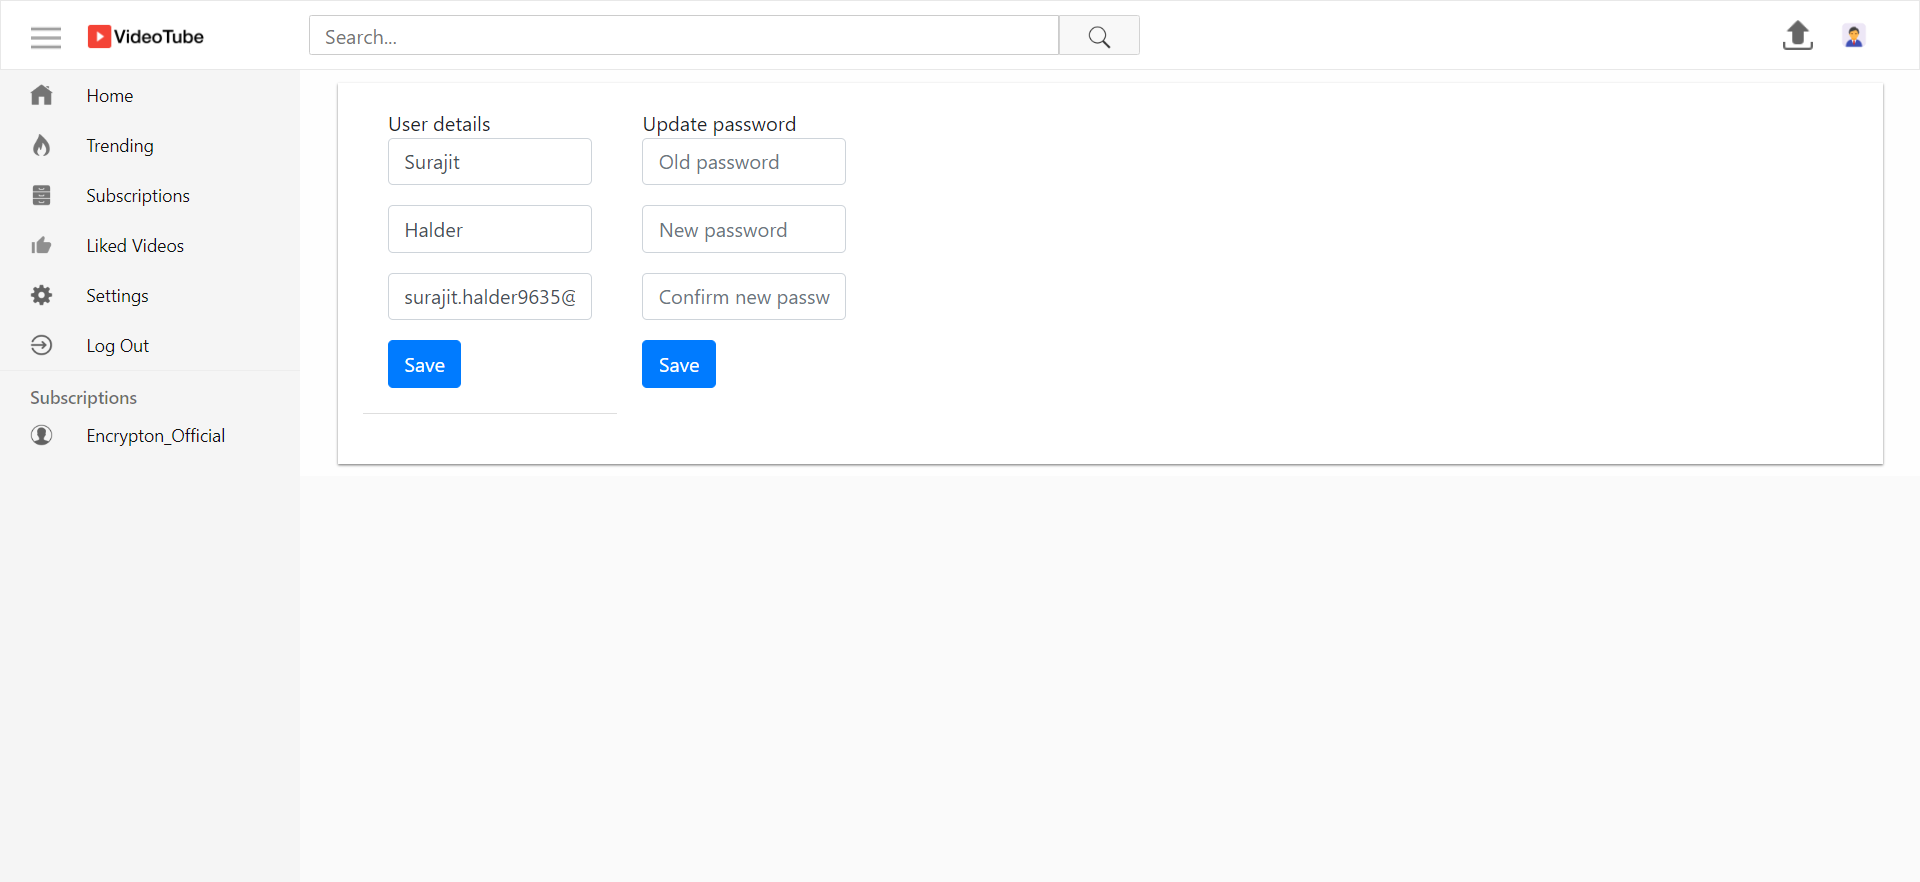 VideoTube
Search...
Home
Trending
Subscriptions
Liked Videos
Settings
Log Out
Subscriptions
Encrypton_Official
User details
Surajit
Halder
surajit.halder9635@
Save
Update password
Old password
New password
Confirm new passw
Save